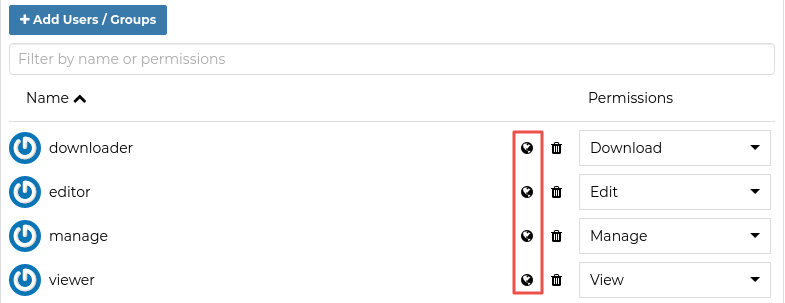 + Add Users / Groups
Filter by name or permissions
Name Permissions
downloader Download
editor Edit
manage Manage
viewer View